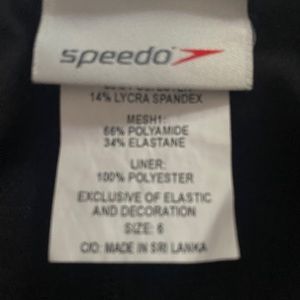 speedo
14% LYCRA SPANDEX
MESH1:
66% POLYAMIDE
34% ELASTANE
LINER:
100% POLYESTER
EXCLUSIVE OF ELASTIC
AND DECORATION
SIZE: 6
C/O: MADE IN SRI LANKA